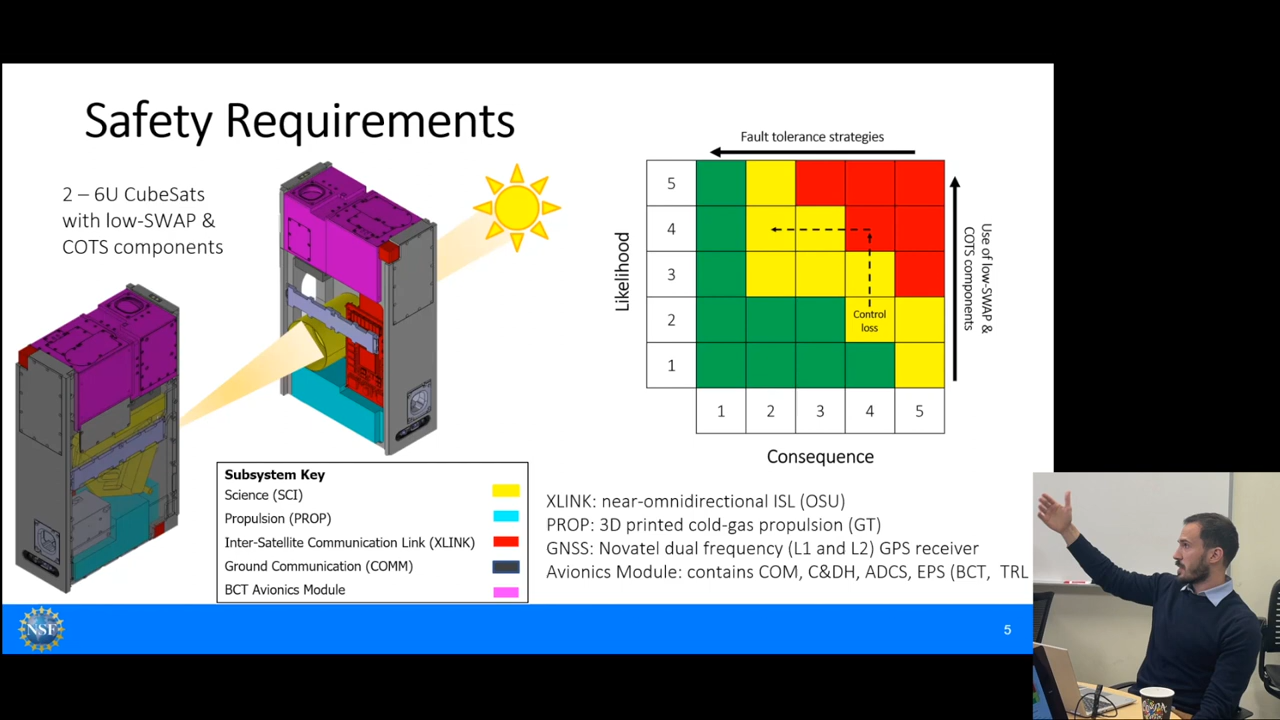 Safety Requirements
2 – 6U CubeSats
with low-SWAP &
COTS components
Fault tolerance strategies
5
4
3
2
1
Likelihood
Control
loss
Use of low-SWAP &
COTS components
1 2 3 4 5
Consequence
Subsystem Key
Science (SCI)
Propulsion (PROP)
Inter-Satellite Communication Link (XLINK)
Ground Communication (COMM)
BCT Avionics Module
XLINK: near-omnidirectional ISL (OSU)
PROP: 3D printed cold-gas propulsion (GT)
GNSS: Novatel dual frequency (L1 and L2) GPS receiver
Avionics Module: contains COM, C&DH, ADCS, EPS (BCT, TRL
NSF
5